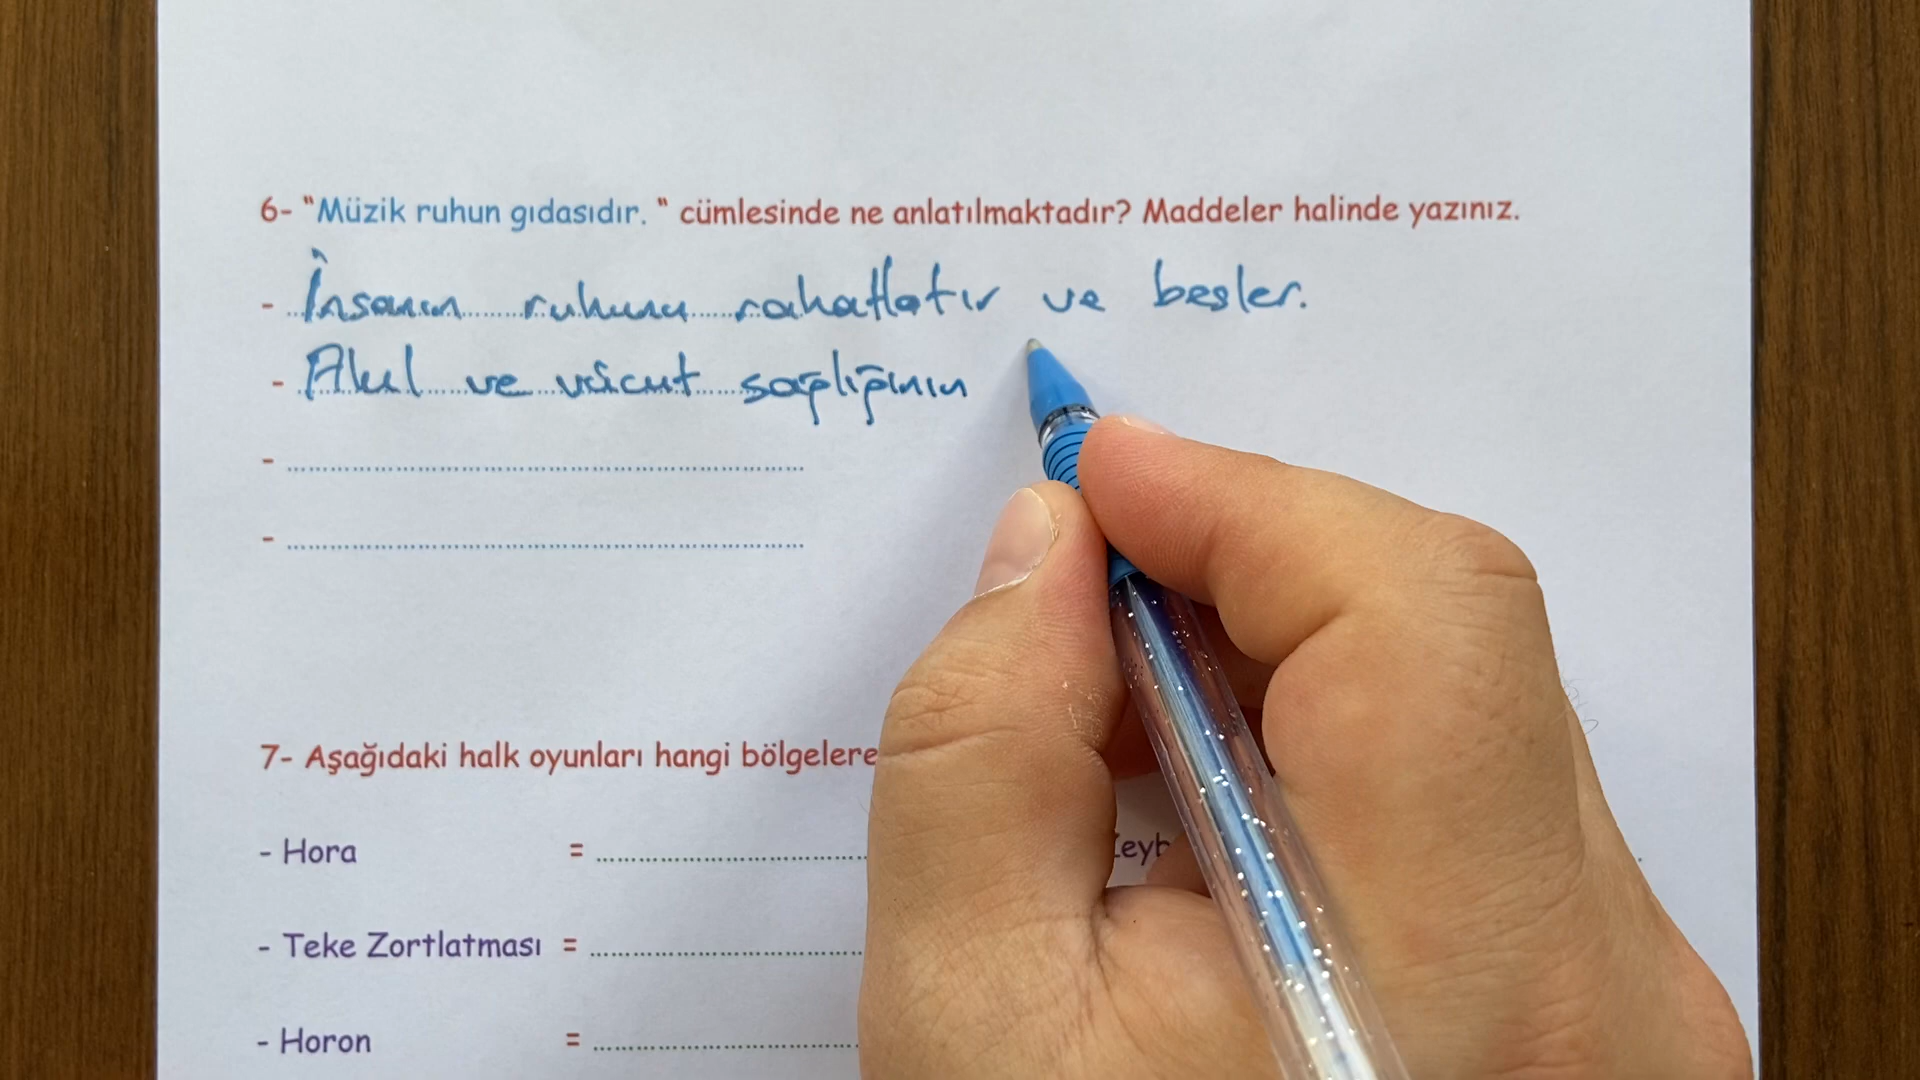 6- "Müzik ruhun gıdasıdır. " cümlesinde ne anlatılmaktadır? Maddeler halinde yazınız.
- İnsanın ruhunu rahatlatır ve besler.
- Akıl ve vücut sağlığının
- ......................................................
- ......................................................
7- Aşağıdaki halk oyunları hangi bölgelere
- Hora = ..............................
- Teke Zortlatması = ..............................
- Horon = ..............................